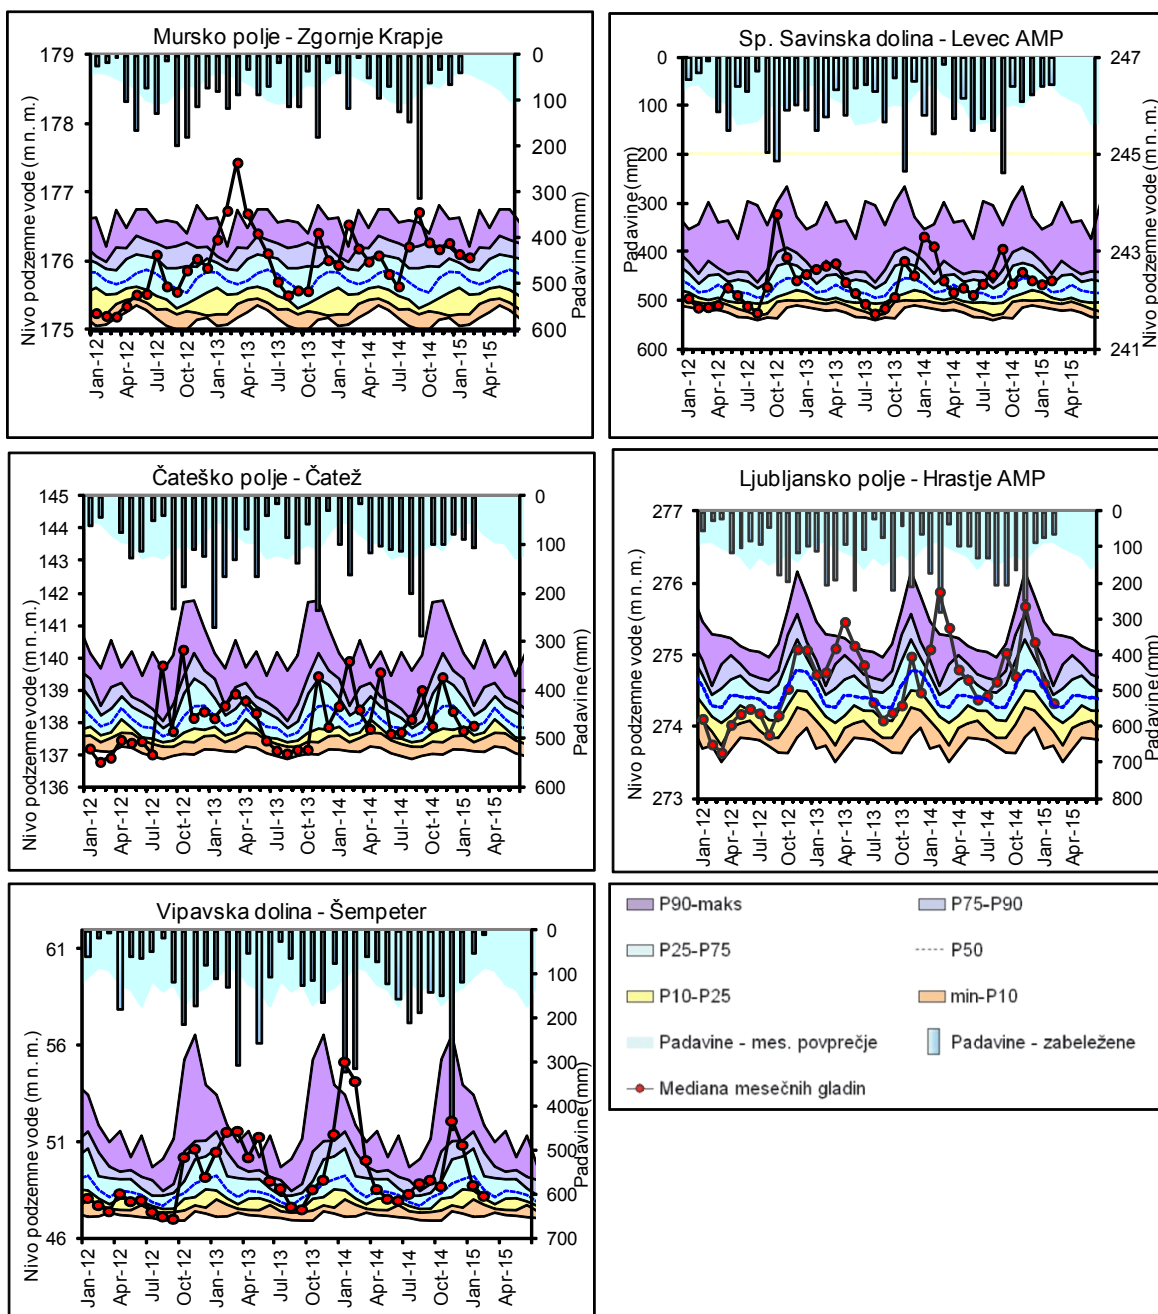 Mursko polje - Zgornje Krapje
179
178
177
176
175
0
100
200
300
400
500
600
Nivo podzemne vode (m n. m.)
Padavine (mm)
Jan-12
Apr-12
Jul-12
Oct-12
Jan-13
Apr-13
Jul-13
Oct-13
Jan-14
Apr-14
Jul-14
Oct-14
Jan-15
Apr-15
Sp. Savinska dolina - Levec AMP
0
100
200
300
400
500
600
247
245
243
241
Padavine (mm)
Nivo podzemne vode (m n. m.)
Jan-12
Apr-12
Jul-12
Oct-12
Jan-13
Apr-13
Jul-13
Oct-13
Jan-14
Apr-14
Jul-14
Oct-14
Jan-15
Apr-15
Čateško polje - Čatež
145
144
143
142
141
140
139
138
137
136
0
100
200
300
400
500
600
Nivo podzemne vode (m n. m.)
Padavine (mm)
Jan-12
Apr-12
Jul-12
Oct-12
Jan-13
Apr-13
Jul-13
Oct-13
Jan-14
Apr-14
Jul-14
Oct-14
Jan-15
Apr-15
Ljubljansko polje - Hrastje AMP
277
276
275
274
273
0
100
200
300
400
500
600
700
800
Nivo podzemne vode (m n. m.)
Padavine (mm)
Jan-12
Apr-12
Jul-12
Oct-12
Jan-13
Apr-13
Jul-13
Oct-13
Jan-14
Apr-14
Jul-14
Oct-14
Jan-15
Apr-15
Vipavska dolina - Šempeter
61
56
51
46
0
100
200
300
400
500
600
700
Nivo podzemne vode (m n. m.)
Padavine (mm)
Jan-12
Apr-12
Jul-12
Oct-12
Jan-13
Apr-13
Jul-13
Oct-13
Jan-14
Apr-14
Jul-14
Oct-14
Jan-15
Apr-15
P90-maks
P75-P90
P25-P75
P50
P10-P25
min-P10
Padavine - mes. povprečje
Padavine - zabeležene
Mediana mesečnih gladin